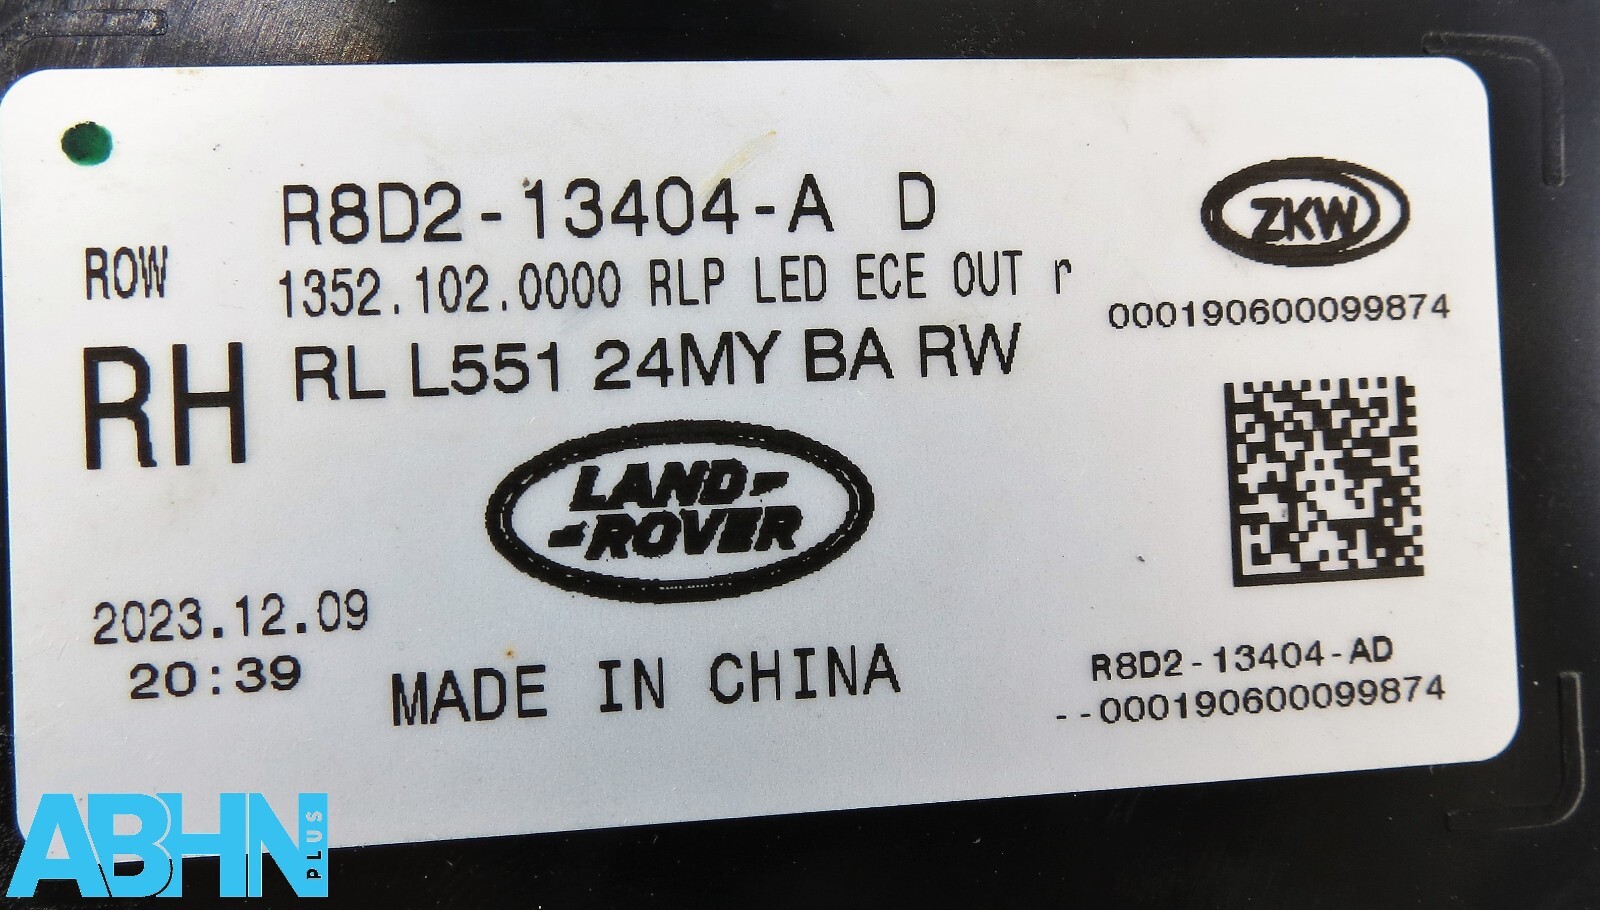 R8D2-13404-A D
ROW
1352.102.0000 RLP LED ECE OUT r
RH
RL L551 24MY BA RW
ZKW
000190600099874
LAND-
-ROVER
2023.12.09
20:39
MADE IN CHINA
R8D2-13404-AD
--000190600099874
ABHN PLUS